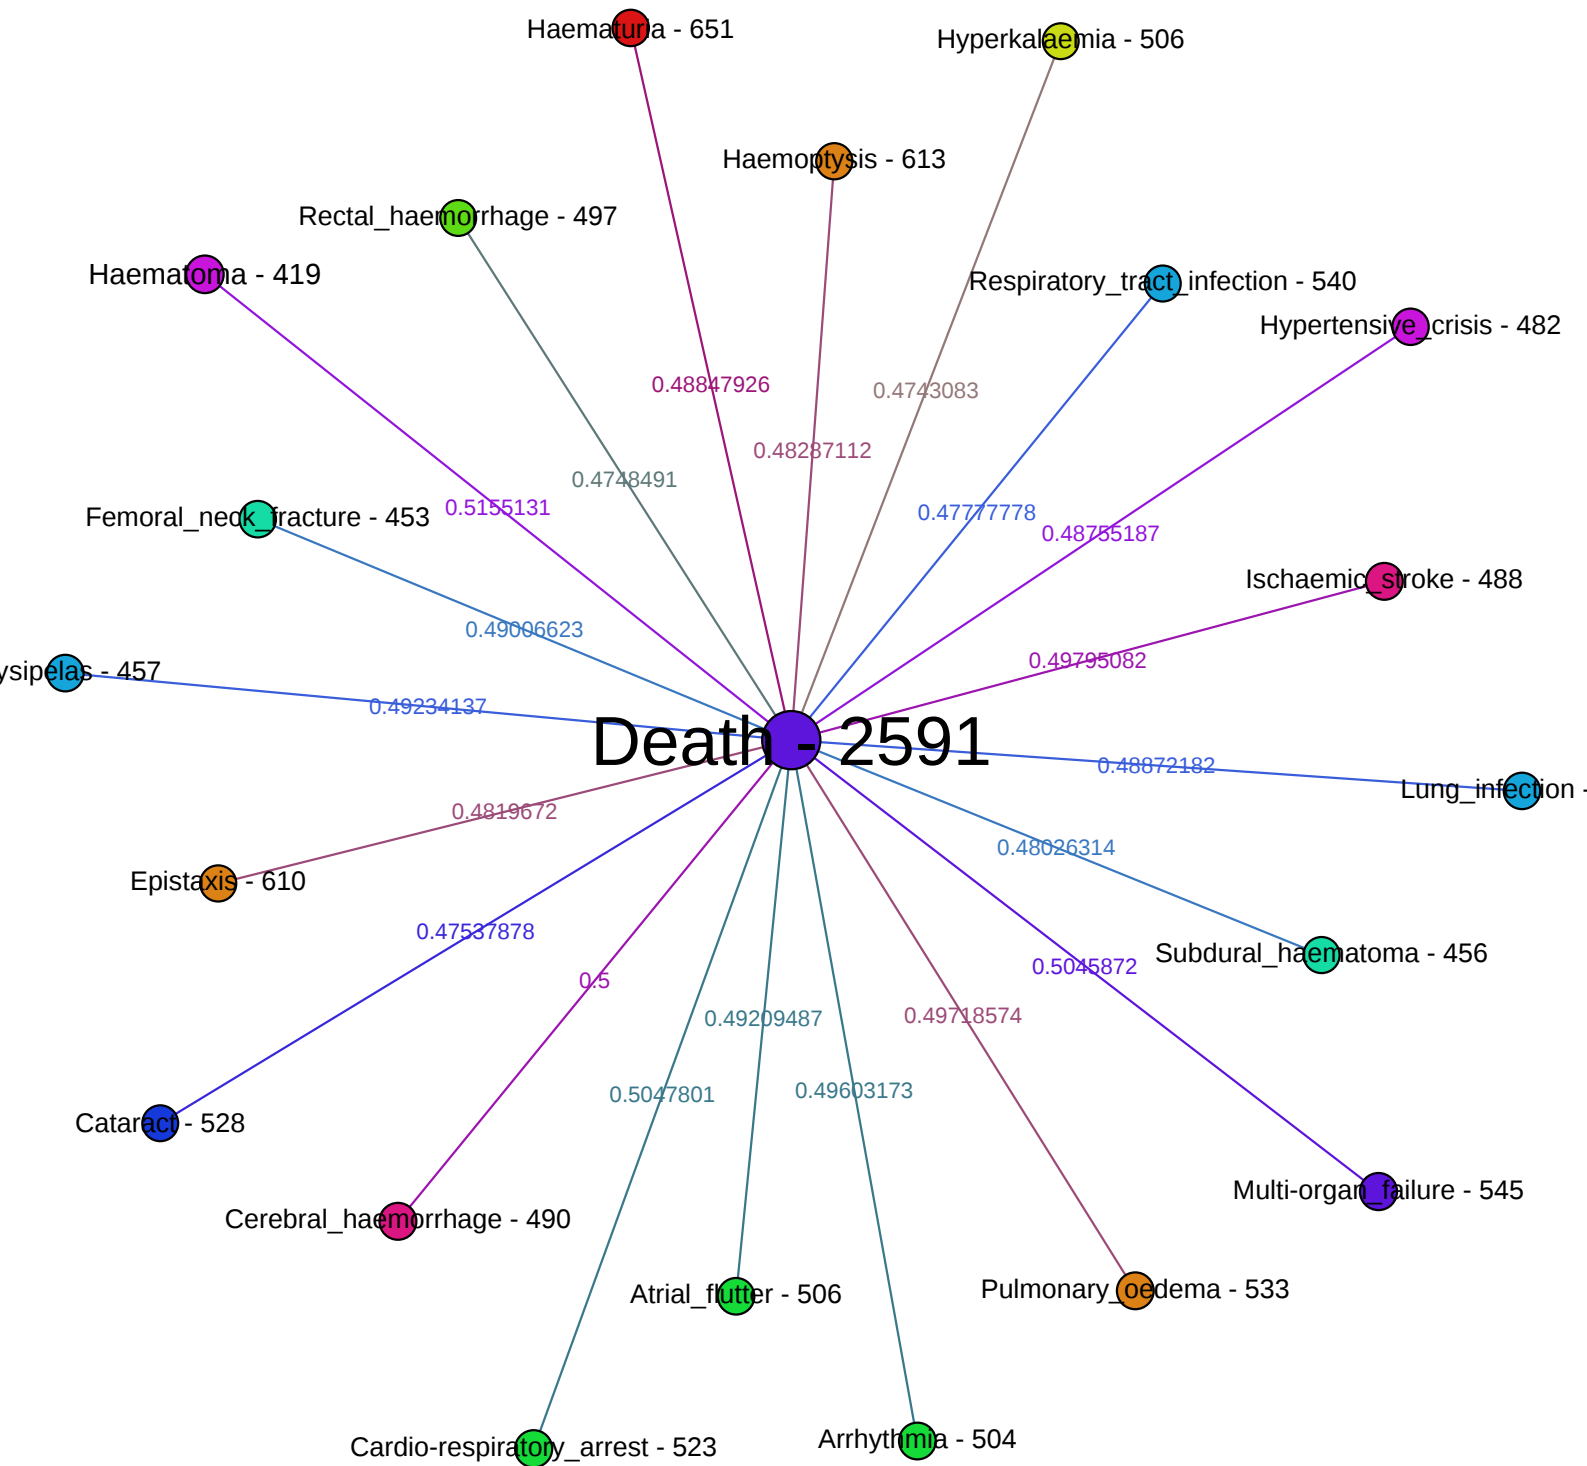 Haematuria - 651
Hyperkalaemia - 506
Haemoptysis - 613
Rectal_haemorrhage - 497
Haematoma - 419
Respiratory_tract_infection - 540
Hypertensive_crisis - 482
0.48847926
0.4743083
0.48287112
0.4748491
0.5155131
0.47777778
0.48755187
Femoral_neck_fracture - 453
Ischaemic_stroke - 488
0.49006623
0.49795082
ysipelas - 457
0.49234137
Death - 2591
0.48872182
Lung_infection -
0.4819672
0.48026314
Epistaxis - 610
0.47537878
Subdural_haematoma - 456
0.5045872
0.5
0.49209487
0.49718574
0.5047801
0.49603173
Cataract - 528
Multi-organ_failure - 545
Cerebral_haemorrhage - 490
Atrial_flutter - 506
Pulmonary_oedema - 533
Cardio-respiratory_arrest - 523
Arrhythmia - 504